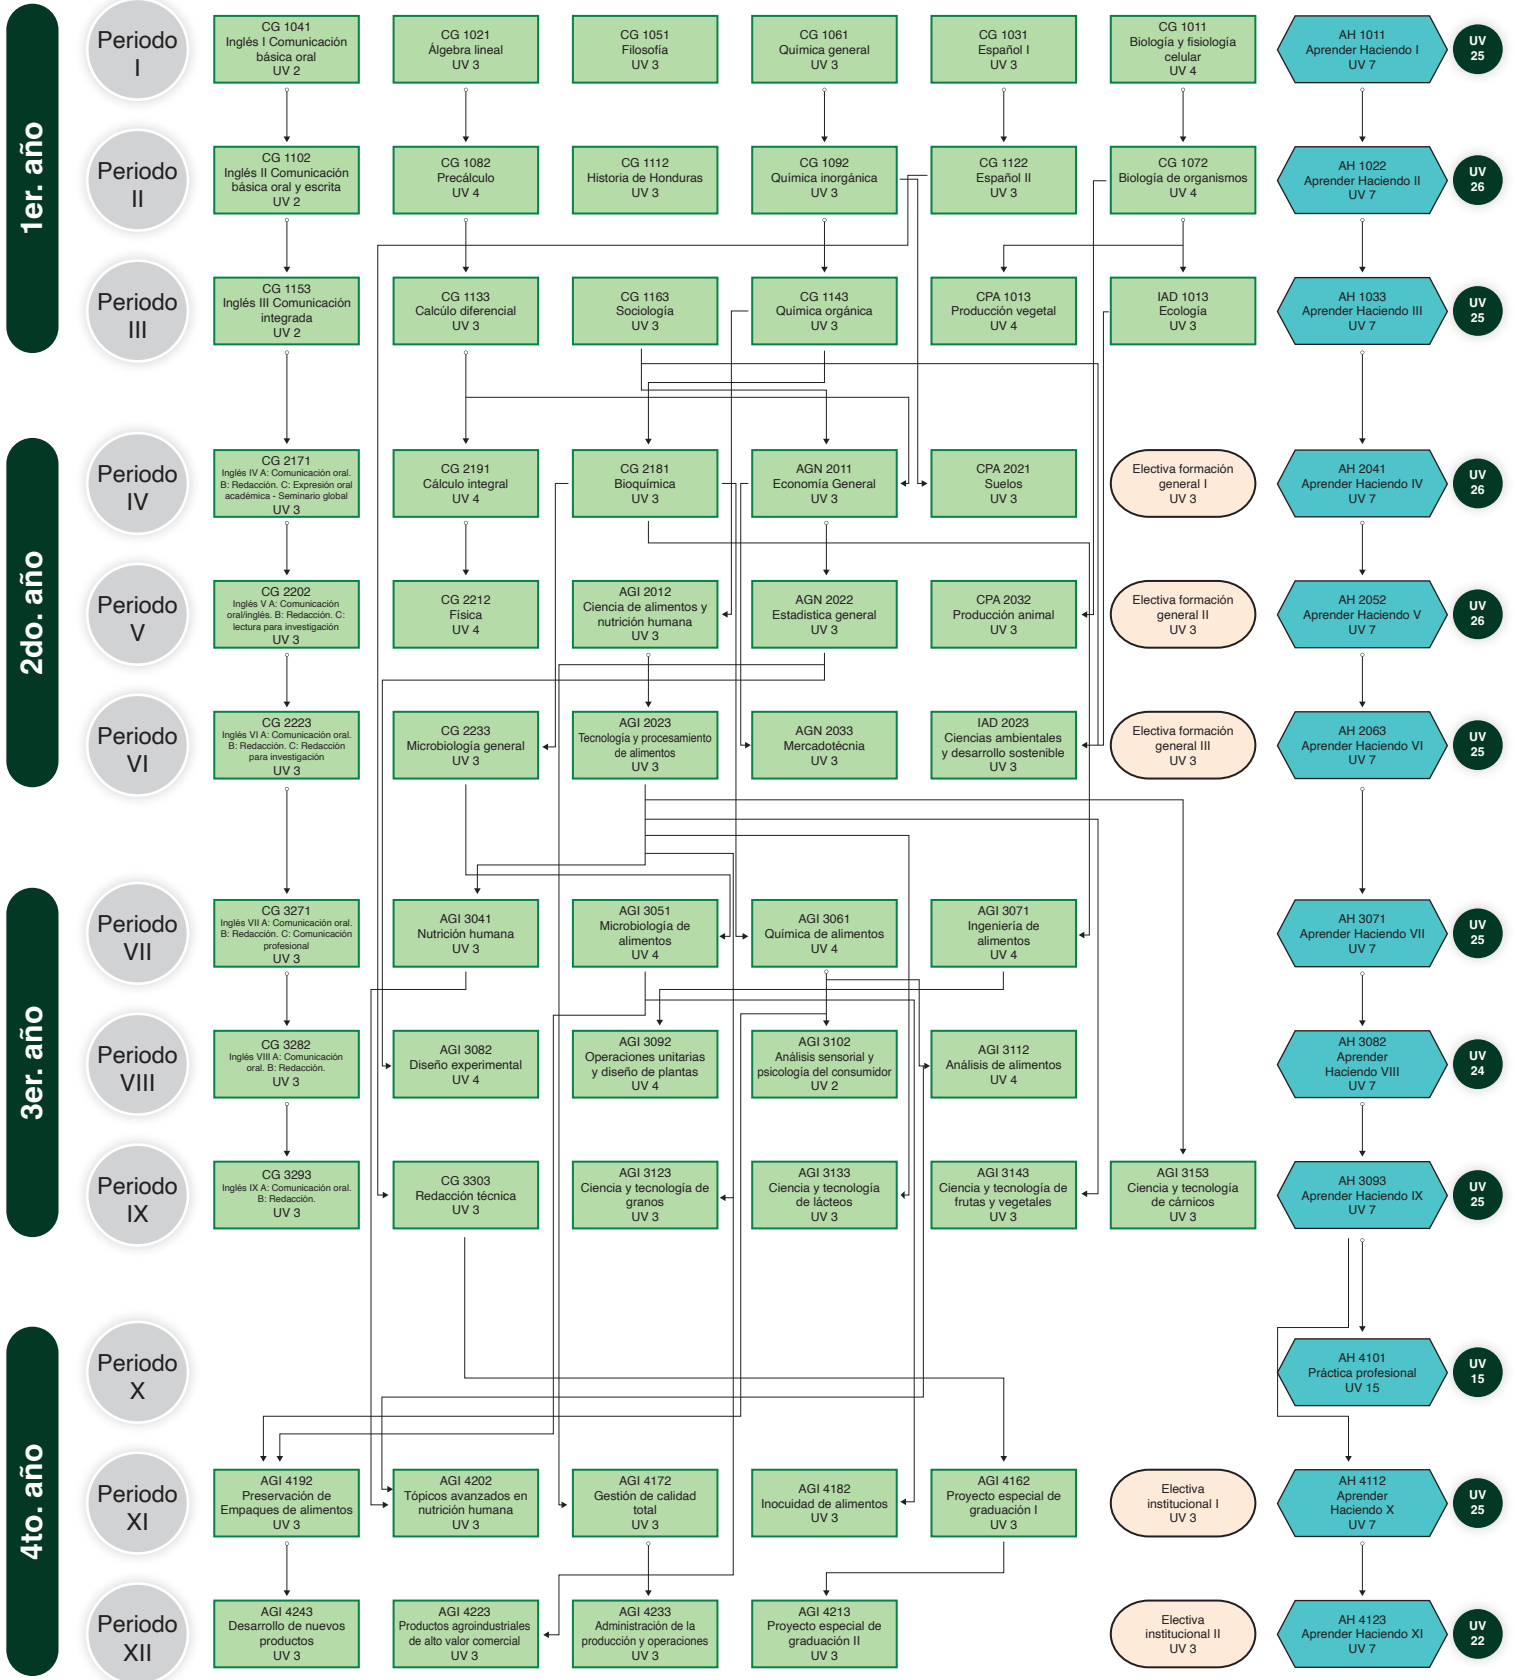 1er. año
Periodo
I
CG 1041
Inglés I Comunicación
básica oral
UV 2
CG 1021
Álgebra lineal
UV 3
CG 1051
Filosofía
UV 3
CG 1061
Química general
UV 3
CG 1031
Español I
UV 3
CG 1011
Biología y fisiología
celular
UV 4
AH 1011
Aprender Haciendo I
UV 7
UV
25
Periodo
II
CG 1102
Inglés II Comunicación
básica oral y escrita
UV 2
CG 1082
Precálculo
UV 4
CG 1112
Historia de Honduras
UV 3
CG 1092
Química inorgánica
UV 3
CG 1122
Español II
UV 3
CG 1072
Biología de organismos
UV 4
AH 1022
Aprender Haciendo II
UV 7
UV
26
Periodo
III
CG 1153
Inglés III Comunicación
integrada
UV 2
CG 1133
Calcúlo diferencial
UV 3
CG 1163
Sociología
UV 3
CG 1143
Química orgánica
UV 3
CPA 1013
Producción vegetal
UV 4
IAD 1013
Ecología
UV 3
AH 1033
Aprender Haciendo III
UV 7
UV
25
2do. año
Periodo
IV
CG 2171
Inglés IV A: Comunicación oral.
B: Redacción. C: Expresión oral
académica - Seminario global
UV 3
CG 2191
Cálculo integral
UV 4
CG 2181
Bioquímica
UV 3
AGN 2011
Economía General
UV 3
CPA 2021
Suelos
UV 3
Electiva formación
general I
UV 3
AH 2041
Aprender Haciendo IV
UV 7
UV
26
Periodo
V
CG 2202
Inglés V A: Comunicación
oral/inglés. B: Redacción. C:
lectura para investigación
UV 3
CG 2212
Física
UV 4
AGI 2012
Ciencia de alimentos y
nutrición humana
UV 3
AGN 2022
Estadistica general
UV 3
CPA 2032
Producción animal
UV 3
Electiva formación
general II
UV 3
AH 2052
Aprender Haciendo V
UV 7
UV
26
Periodo
VI
CG 2223
Inglés VI A: Comunicación oral.
B: Redacción. C: Redacción
para investigación
UV 3
CG 2233
Microbiología general
UV 3
AGI 2023
Tecnología y procesamiento
de alimentos
UV 3
AGN 2033
Mercadotécnia
UV 3
IAD 2023
Ciencias ambientales
y desarrollo sostenible
UV 3
Electiva formación
general III
UV 3
AH 2063
Aprender Haciendo VI
UV 7
UV
25
3er. año
Periodo
VII
CG 3271
Inglés VII A: Comunicación oral.
B: Redacción. C: Comunicación
profesional
UV 3
AGI 3041
Nutrición humana
UV 3
AGI 3051
Microbiología de
alimentos
UV 4
AGI 3061
Química de alimentos
UV 4
AGI 3071
Ingeniería de
alimentos
UV 4
AH 3071
Aprender Haciendo VII
UV 7
UV
25
Periodo
VIII
CG 3282
Inglés VIII A: Comunicación
oral. B: Redacción.
UV 3
AGI 3082
Diseño experimental
UV 4
AGI 3092
Operaciones unitarias
y diseño de plantas
UV 4
AGI 3102
Análisis sensorial y
psicología del consumidor
UV 2
AGI 3112
Análisis de alimentos
UV 4
AH 3082
Aprender
Haciendo VIII
UV 7
UV
24
Periodo
IX
CG 3293
Inglés IX A: Comunicación oral.
B: Redacción.
UV 3
CG 3303
Redacción técnica
UV 3
AGI 3123
Ciencia y tecnología de
granos
UV 3
AGI 3133
Ciencia y tecnología
de lácteos
UV 3
AGI 3143
Ciencia y tecnología de
frutas y vegetales
UV 3
AGI 3153
Ciencia y tecnología
de cárnicos
UV 3
AH 3093
Aprender Haciendo IX
UV 7
UV
25
4to. año
Periodo
X
AH 4101
Práctica profesional
UV 15
UV
15
Periodo
XI
AGI 4192
Preservación de
Empaques de alimentos
UV 3
AGI 4202
Tópicos avanzados en
nutrición humana
UV 3
AGI 4172
Gestión de calidad
total
UV 3
AGI 4182
Inocuidad de alimentos
UV 3
AGI 4162
Proyecto especial de
graduación I
UV 3
Electiva
institucional I
UV 3
AH 4112
Aprender
Haciendo X
UV 7
UV
25
Periodo
XII
AGI 4243
Desarrollo de nuevos
productos
UV 3
AGI 4223
Productos agroindustriales
de alto valor comercial
UV 3
AGI 4233
Administración de la
producción y operaciones
UV 3
AGI 4213
Proyecto especial de
graduación II
UV 3
Electiva
institucional II
UV 3
AH 4123
Aprender Haciendo XI
UV 7
UV
22